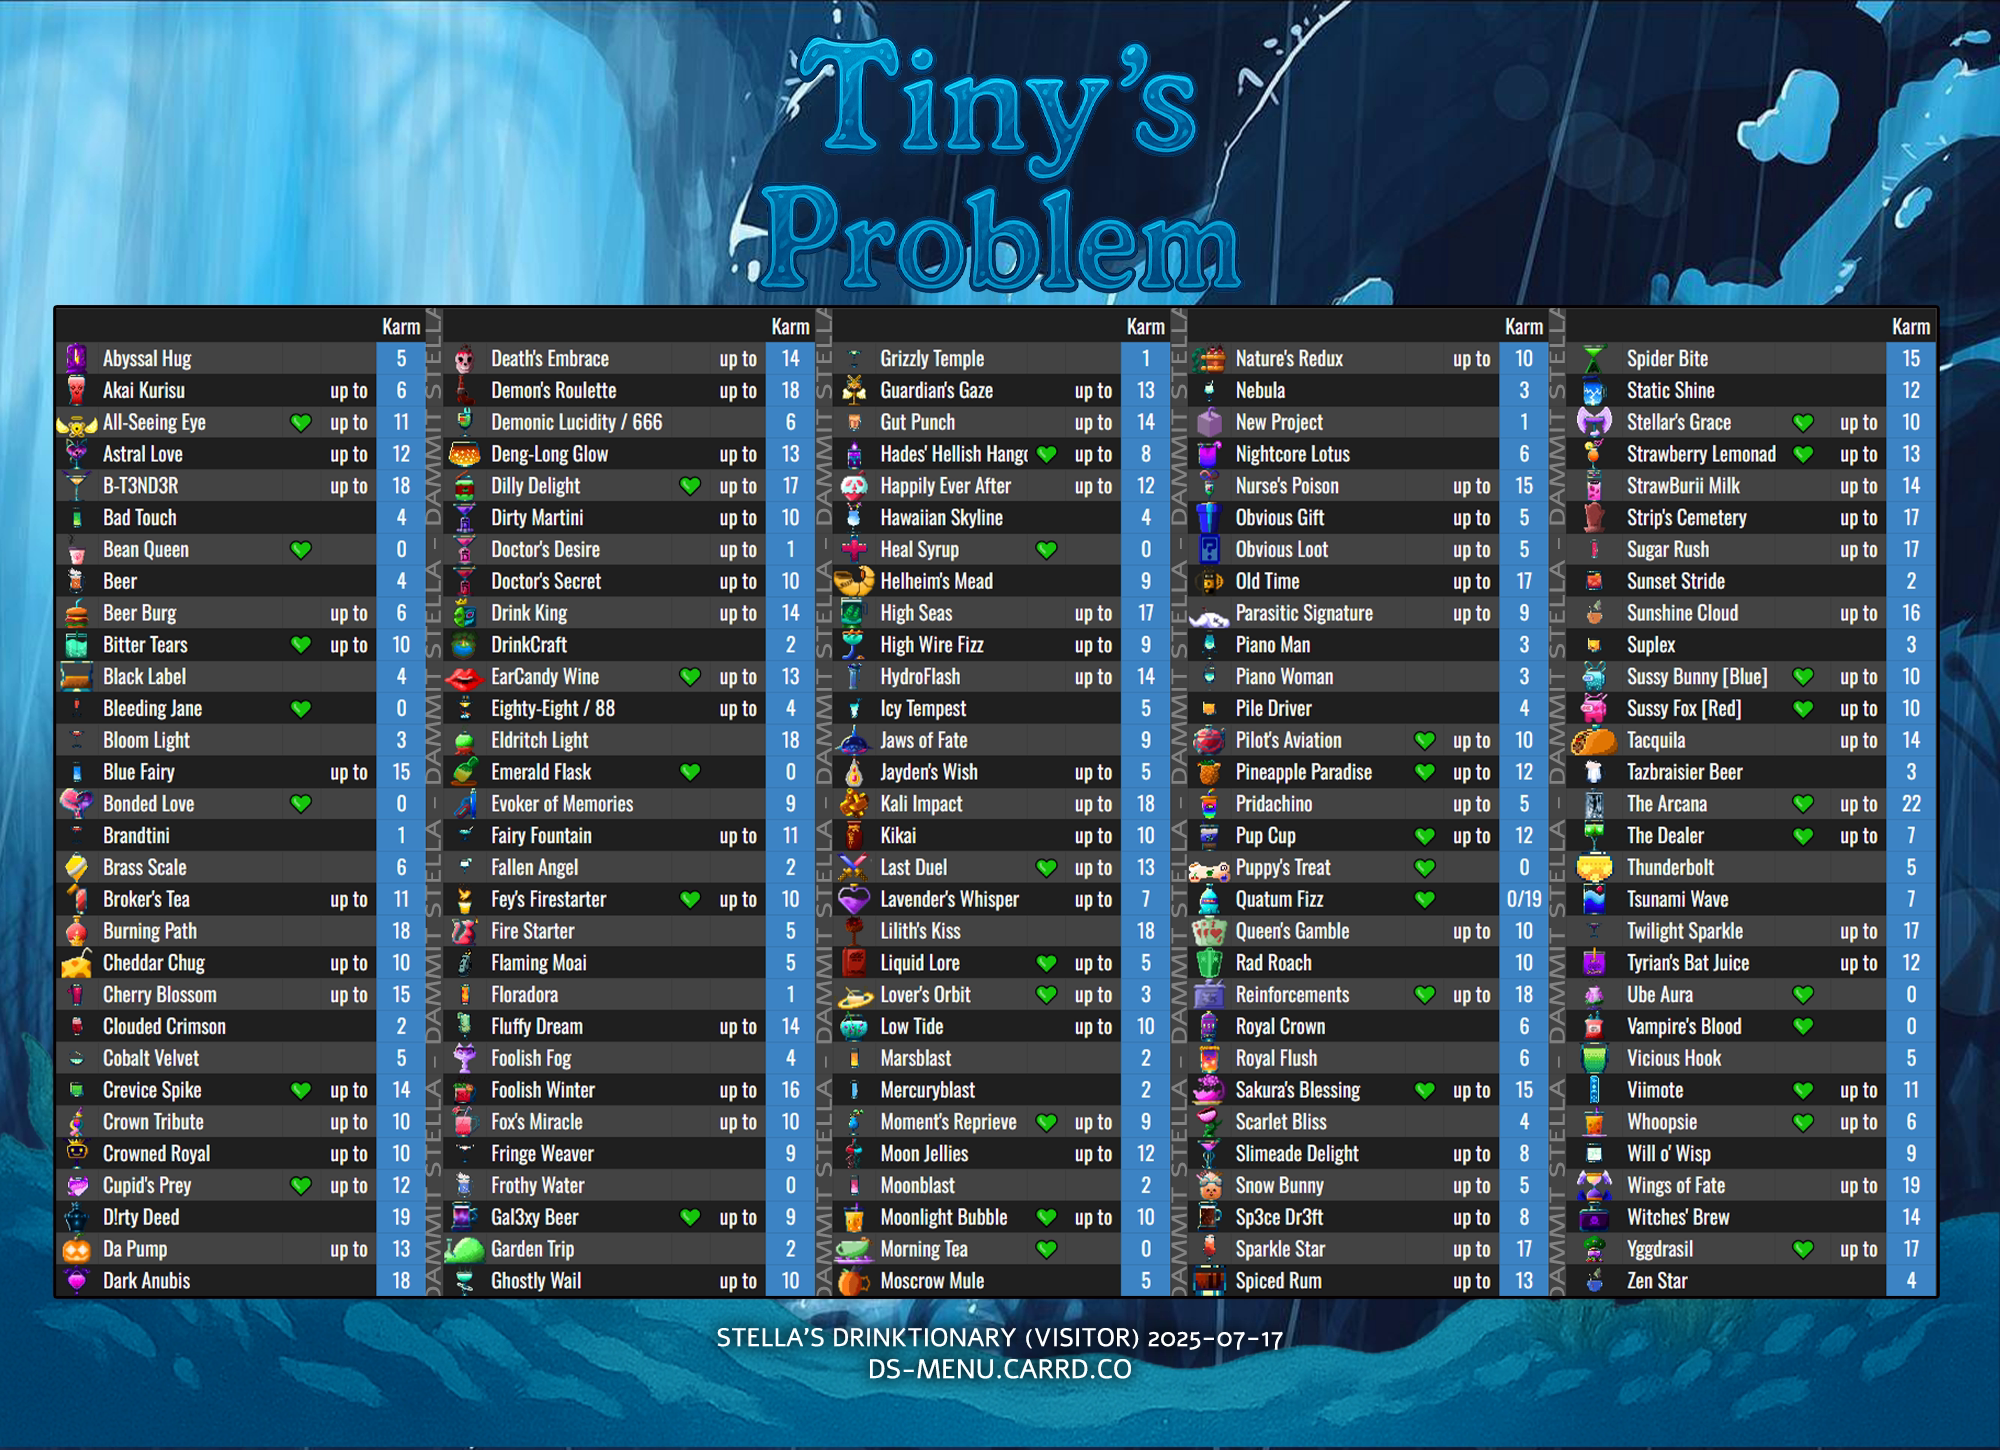 Tiny's
Problem
Karm
Abyssal Hug 5
Akai Kurisu up to 6
All-Seeing Eye up to 11
Astral Love up to 12
B-T3ND3R up to 18
Bad Touch 4
Bean Queen 0
Beer 4
Beer Burg up to 6
Bitter Tears up to 10
Black Label 4
Bleeding Jane 0
Bloom Light 3
Blue Fairy up to 15
Bonded Love 0
Brandtini 1
Brass Scale 6
Broker's Tea up to 11
Burning Path 18
Cheddar Chug up to 10
Cherry Blossom up to 15
Clouded Crimson 2
Cobalt Velvet 5
Crevice Spike up to 14
Crown Tribute up to 10
Crowned Royal up to 10
Cupid's Prey up to 12
D!rty Deed 19
Da Pump up to 13
Dark Anubis 18
DAMMIT STELLA - DAMMIT STELLA - DAMMIT STELLA
Karm
Death's Embrace up to 14
Demon's Roulette up to 18
Demonic Lucidity / 666 6
Deng-Long Glow up to 13
Dilly Delight up to 17
Dirty Martini up to 10
Doctor's Desire up to 1
Doctor's Secret up to 10
Drink King up to 14
DrinkCraft 2
EarCandy Wine up to 13
Eighty-Eight / 88 up to 4
Eldritch Light 18
Emerald Flask 0
Evoker of Memories 9
Fairy Fountain up to 11
Fallen Angel 2
Fey's Firestarter up to 10
Fire Starter 5
Flaming Moai 5
Floradora 1
Fluffy Dream up to 14
Foolish Fog 4
Foolish Winter up to 16
Fox's Miracle up to 10
Fringe Weaver 9
Frothy Water 0
Gal3xy Beer up to 9
Garden Trip 2
Ghostly Wail up to 10
DAMMIT STELLA - DAMMIT STELLA - DAMMIT STELLA
Karm
Grizzly Temple 1
Guardian's Gaze up to 13
Gut Punch up to 14
Hades' Hellish Hango up to 8
Happily Ever After up to 12
Hawaiian Skyline 4
Heal Syrup 0
Helheim's Mead 9
High Seas up to 17
High Wire Fizz up to 9
HydroFlash up to 14
Icy Tempest 5
Jaws of Fate 9
Jayden's Wish up to 5
Kali Impact up to 18
Kikai up to 10
Last Duel up to 13
Lavender's Whisper up to 7
Lilith's Kiss 18
Liquid Lore up to 5
Lover's Orbit up to 3
Low Tide up to 10
Marsblast 2
Mercuryblast 2
Moment's Reprieve up to 9
Moon Jellies up to 12
Moonblast 2
Moonlight Bubble up to 10
Morning Tea 0
Moscrow Mule 5
DAMMIT STELLA - DAMMIT STELLA - DAMMIT STELLA
Karm
Nature's Redux up to 10
Nebula 3
New Project 1
Nightcore Lotus 6
Nurse's Poison up to 15
Obvious Gift up to 5
Obvious Loot up to 5
Old Time up to 17
Parasitic Signature up to 9
Piano Man 3
Piano Woman 3
Pile Driver 4
Pilot's Aviation up to 10
Pineapple Paradise up to 12
Pridachino up to 5
Pup Cup up to 12
Puppy's Treat 0
Quatum Fizz 0/19
Queen's Gamble up to 10
Rad Roach 10
Reinforcements up to 18
Royal Crown 6
Royal Flush 6
Sakura's Blessing up to 15
Scarlet Bliss 4
Slimeade Delight up to 8
Snow Bunny up to 5
Sp3ce Dr3ft up to 8
Sparkle Star up to 17
Spiced Rum up to 13
DAMMIT STELLA - DAMMIT STELLA - DAMMIT STELLA
Karm
Spider Bite 15
Static Shine 12
Stellar's Grace up to 10
Strawberry Lemonad up to 13
StrawBurii Milk up to 14
Strip's Cemetery up to 17
Sugar Rush up to 17
Sunset Stride 2
Sunshine Cloud up to 16
Suplex 3
Sussy Bunny [Blue] up to 10
Sussy Fox [Red] up to 10
Tacquila up to 14
Tazbraisier Beer 3
The Arcana up to 22
The Dealer up to 7
Thunderbolt 5
Tsunami Wave 7
Twilight Sparkle up to 17
Tyrian's Bat Juice up to 12
Ube Aura 0
Vampire's Blood 0
Vicious Hook 5
Viimote up to 11
Whoopsie up to 6
Will o' Wisp 9
Wings of Fate up to 19
Witches' Brew 14
Yggdrasil up to 17
Zen Star 4
STELLA'S DRINKTIONARY (VISITOR) 2025-07-17
DS-MENU.CARRD.CO